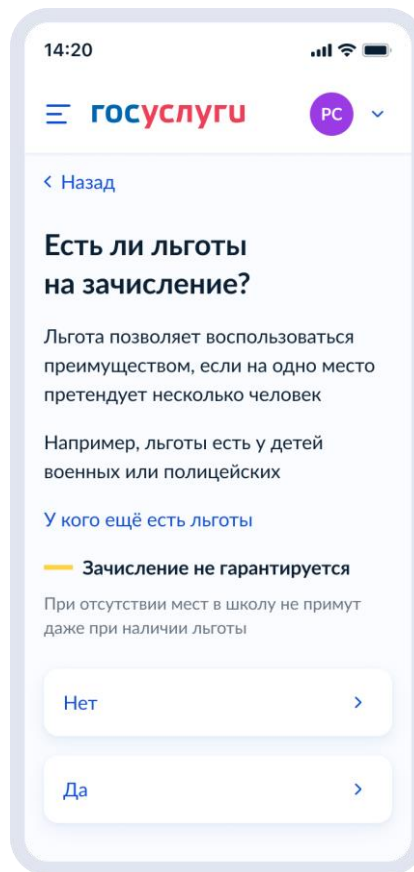 14:20
госуслуги
РС
Назад
Есть ли льготы
на зачисление?
Льгота позволяет воспользоваться
преимуществом, если на одно место
претендует несколько человек
Например, льготы есть у детей
военных или полицейских
У кого ещё есть льготы
Зачисление не гарантируется
При отсутствии мест в школу не примут
даже при наличии льготы
Нет
Да